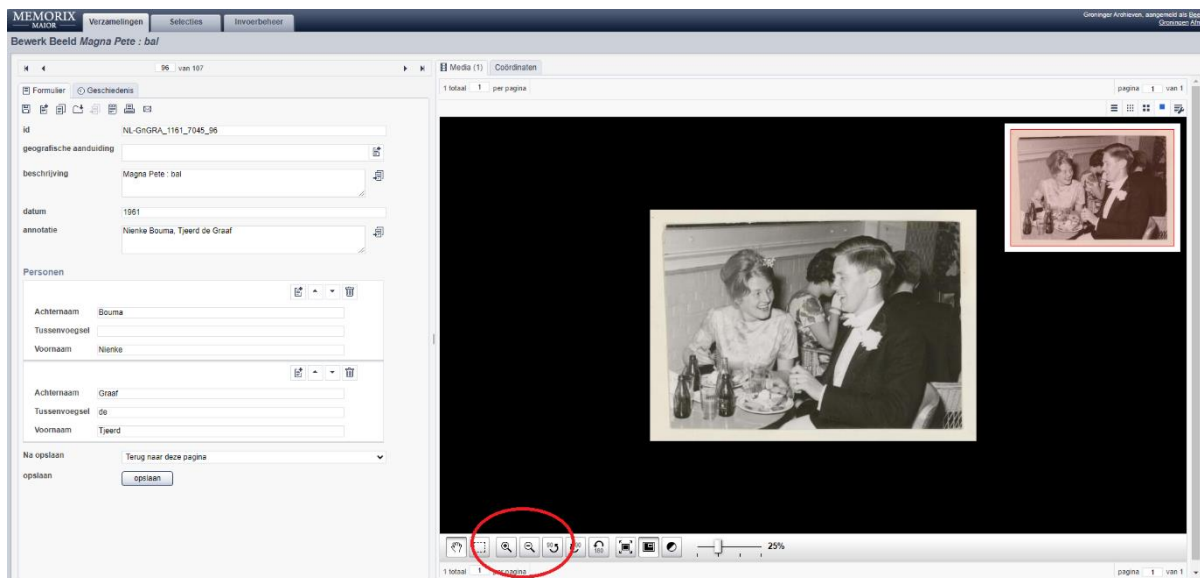 MEMORIX
MAIOR
Verzamelingen
Selecties
Invoerbeheer
Groninger Archieven, aangemeld als
Groningen
Bewerk Beeld Magna Pete : bal
96 van 107
Formulier
Geschiedenis
id
NL-GnGRA_1161_7045_96
geografische aanduiding
beschrijving
Magna Pete : bal
datum
1961
annotatie
Nienke Bouma, Tjeerd de Graaf
Personen
Achternaam
Bouma
Tussenvoegsel
Voornaam
Nienke
Achternaam
Graaf
Tussenvoegsel
de
Voornaam
Tjeerd
Na opslaan
Terug naar deze pagina
opslaan
opslaan
Media (1)
Coördinaten
1 totaal 1 per pagina
pagina 1 van 1
90
90
180
25%
1 totaal 1 per pagina
pagina 1 van 1